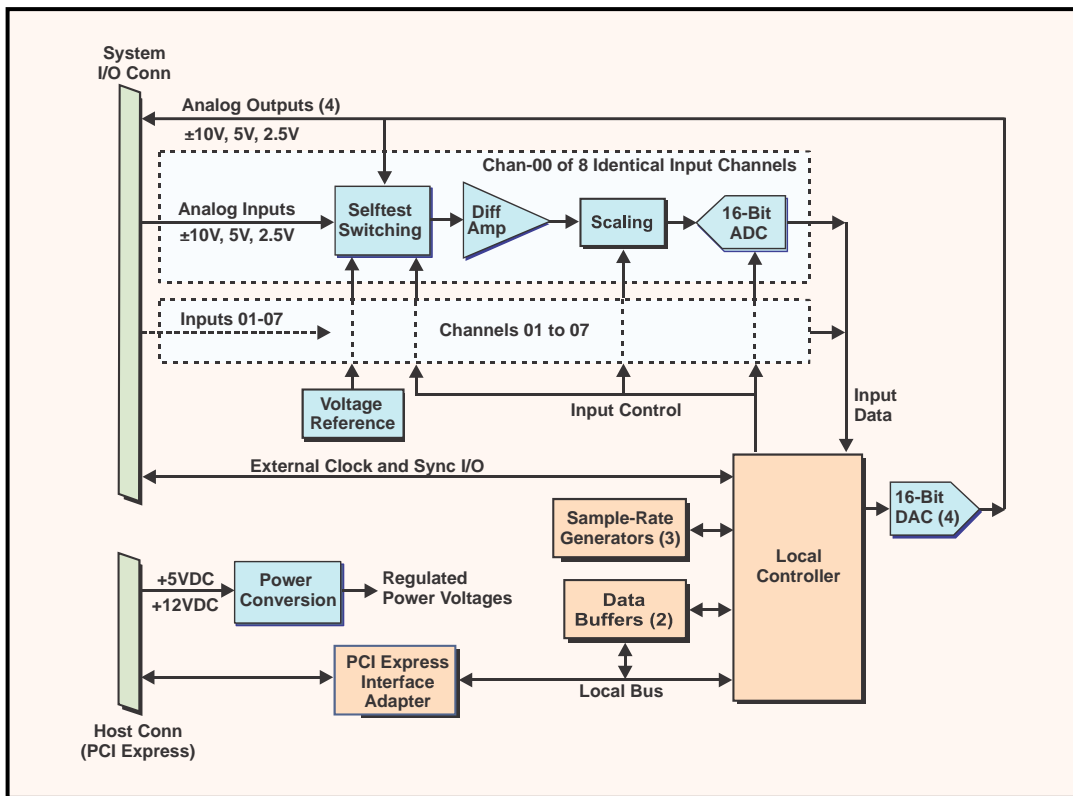 System
I/O Conn
Analog Outputs (4)
±10V, 5V, 2.5V
Chan-00 of 8 Identical Input Channels
Analog Inputs
±10V, 5V, 2.5V
Selftest
Switching
Diff
Amp
Scaling
16-Bit
ADC
Inputs 01-07
Channels 01 to 07
Voltage
Reference
Input Control
Input
Data
External Clock and Sync I/O
Sample-Rate
Generators (3)
Local
Controller
16-Bit
DAC (4)
+5VDC
+12VDC
Power
Conversion
Regulated
Power Voltages
Data
Buffers (2)
PCI Express
Interface
Adapter
Local Bus
Host Conn
(PCI Express)